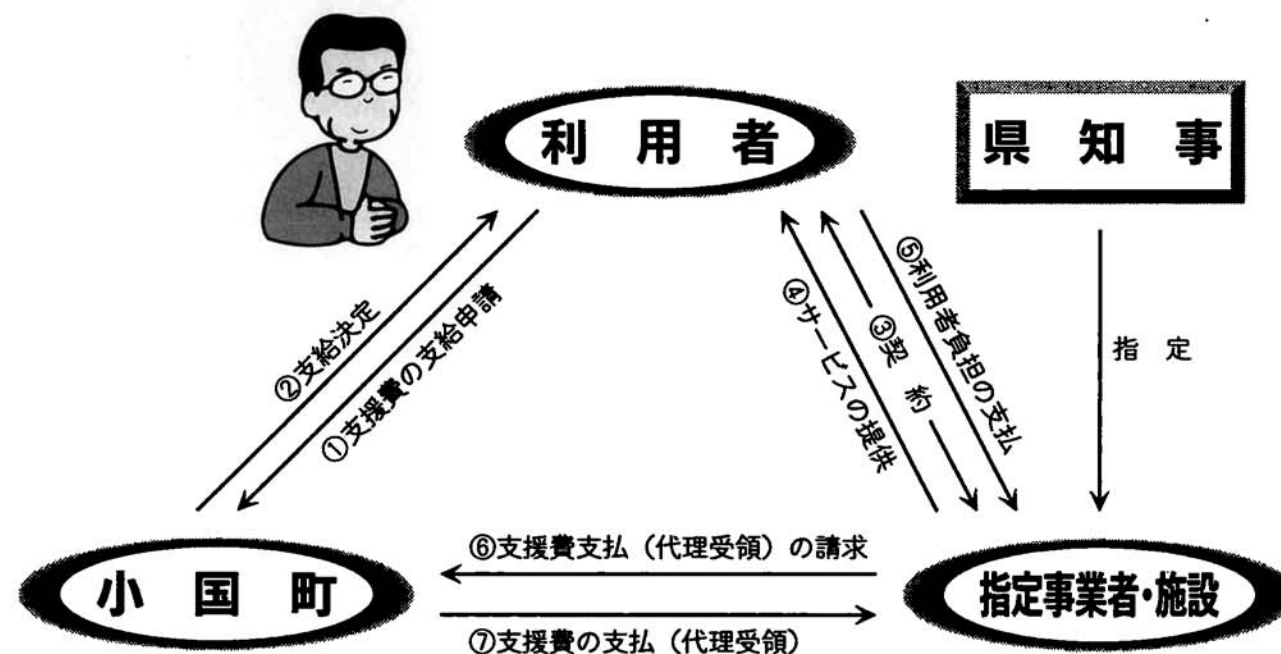 利用者
県知事
②支給決定
①支援費の支給申請
④サービスの提供
③契約
⑤利用者負担の支払
指定
⑥支援費支払（代理受領）の請求
小国町
指定事業者・施設
⑦支援費の支払（代理受領）